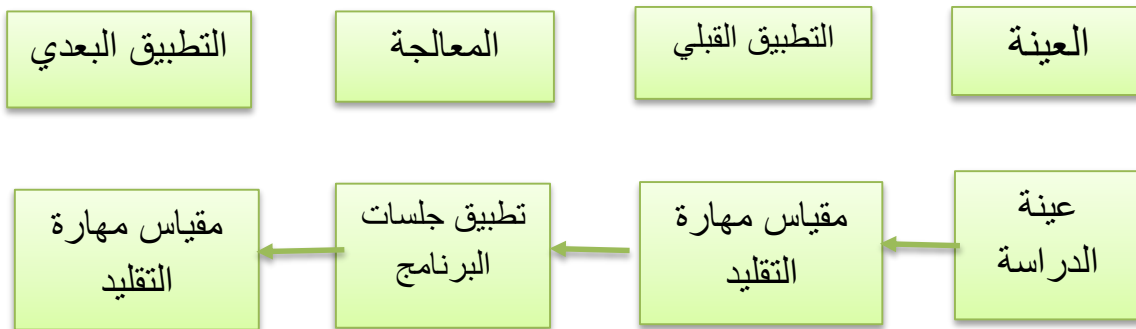 العينة
التطبيق القبلي
المعالجة
التطبيق البعدي
عينة
الدراسة
مقياس مهارة
التقليد
تطبيق جلسات
البرنامج
مقياس مهارة
التقليد